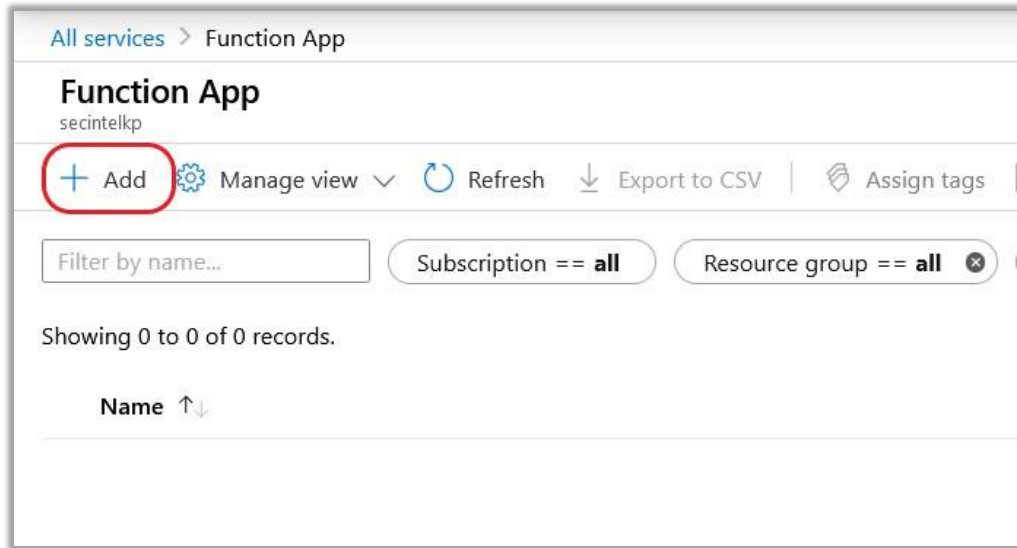 All services > Function App
Function App
secintelkp
+ Add Manage view Refresh Export to CSV Assign tags
Filter by name... Subscription == all Resource group == all
Showing 0 to 0 of 0 records.
Name ↑↓